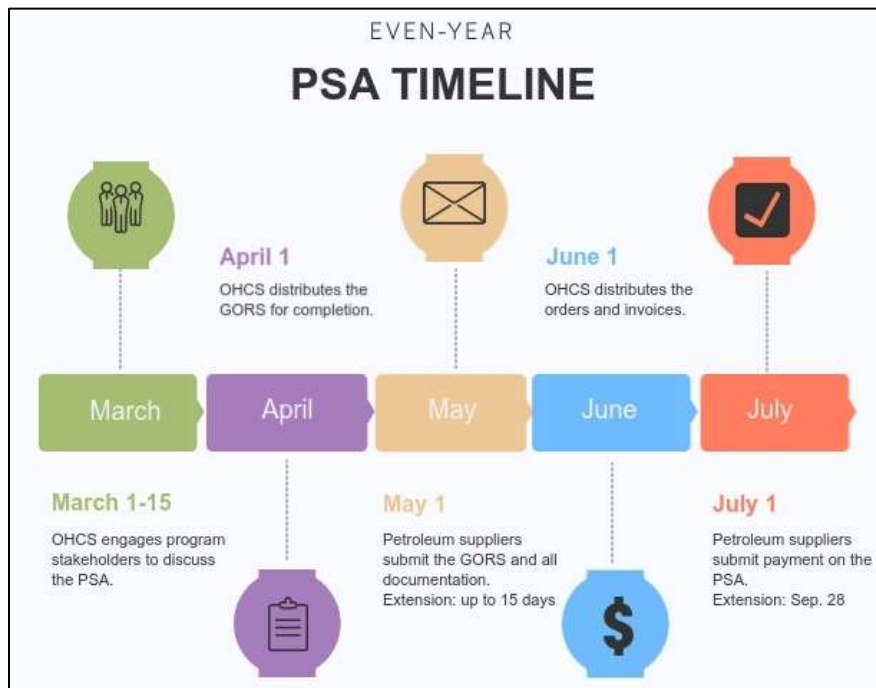 EVEN-YEAR
PSA TIMELINE
April 1
OHCS distributes the
GORS for completion.
June 1
OHCS distributes the
orders and invoices.
March
April
May
June
July
March 1-15
OHCS engages program
stakeholders to discuss
the PSA.
May 1
Petroleum suppliers
submit the GORS and all
documentation.
Extension: up to 15 days
July 1
Petroleum suppliers
submit payment on the
PSA.
Extension: Sep. 28
$